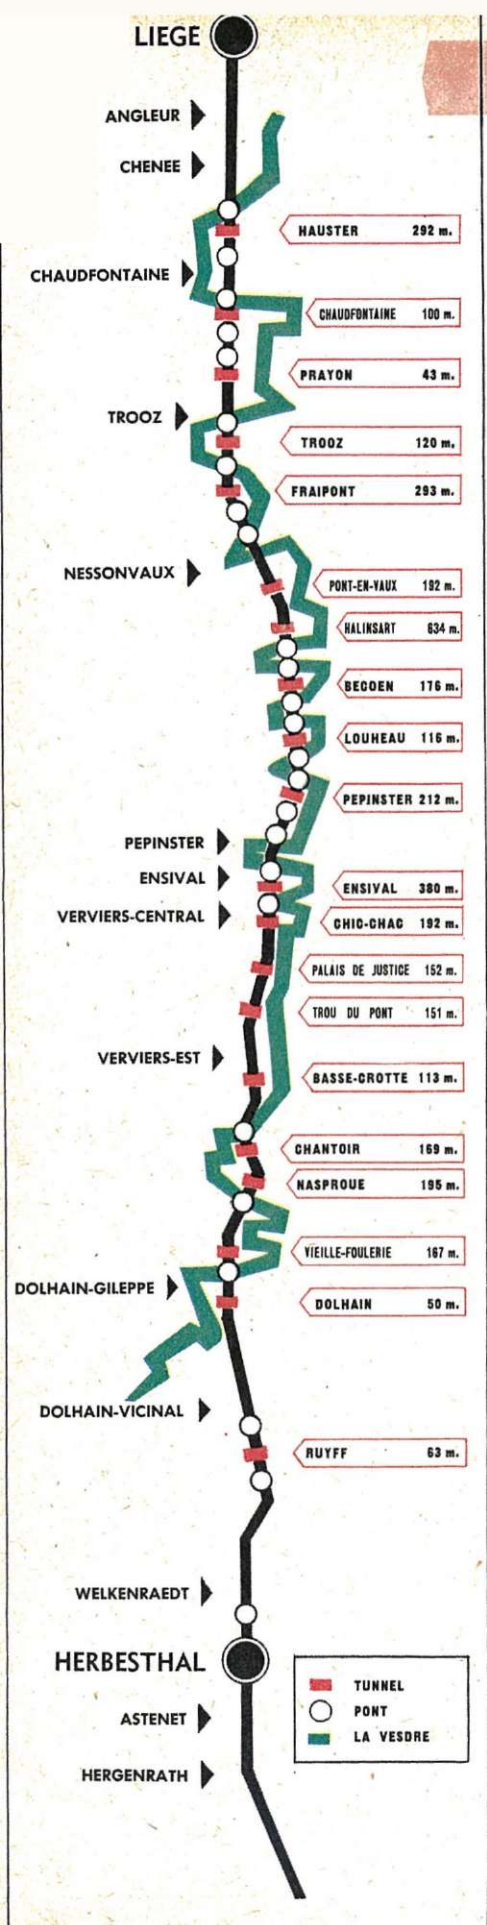 LIEGE
ANGLEUR
CHENEE
HAUSTER 292 m.
CHAUDFONTAINE
CHAUDFONTAINE 100 m.
PRAYON 43 m.
TROOZ
TROOZ 120 m.
FRAIPONT 293 m.
NESSONVAUX
PONT-EN-VAUX 192 m.
HALINSART 634 m.
BECOEN 176 m.
LOUHEAU 116 m.
PEPINSTER 212 m.
PEPINSTER
ENSIVAL
ENSIVAL 380 m.
VERVIERS-CENTRAL
CHIC-CHAC 192 m.
PALAIS DE JUSTICE 152 m.
TROU DU PONT 151 m.
VERVIERS-EST
BASSE-CROTTE 113 m.
CHANTOIR 169 m.
NASPROUE 195 m.
VIEILLE-FOULERIE 167 m.
DOLHAIN-GILEPPE
DOLHAIN 50 m.
DOLHAIN-VICINAL
RUYFF 63 m.
WELKENRAEDT
HERBESTHAL
TUNNEL
PONT
LA VESDRE
ASTENET
HERGENRATH